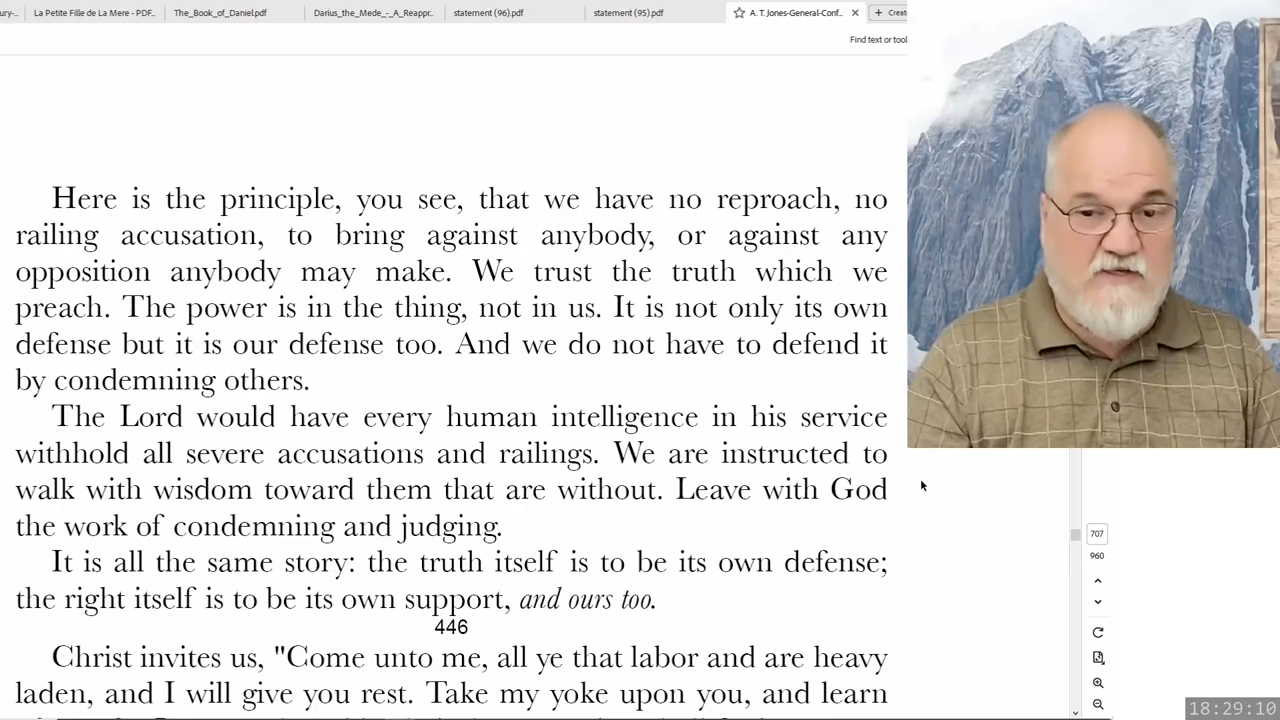 La Petite Fille de La Mere - PDF...
The_Book_of_Daniel.pdf
Darius_the_Mede_-_A_Reappr...
statement (96).pdf
statement (95).pdf
A. T. Jones-General-Conf...
Find text or tool
Here is the principle, you see, that we have no reproach, no
railing accusation, to bring against anybody, or against any
opposition anybody may make. We trust the truth which we
preach. The power is in the thing, not in us. It is not only its own
defense but it is our defense too. And we do not have to defend it
by condemning others.
The Lord would have every human intelligence in his service
withhold all severe accusations and railings. We are instructed to
walk with wisdom toward them that are without. Leave with God
the work of condemning and judging.
It is all the same story: the truth itself is to be its own defense;
the right itself is to be its own support, and ours too.
446
Christ invites us, "Come unto me, all ye that labor and are heavy
laden, and I will give you rest. Take my yoke upon you, and learn
707
960
18:29:10